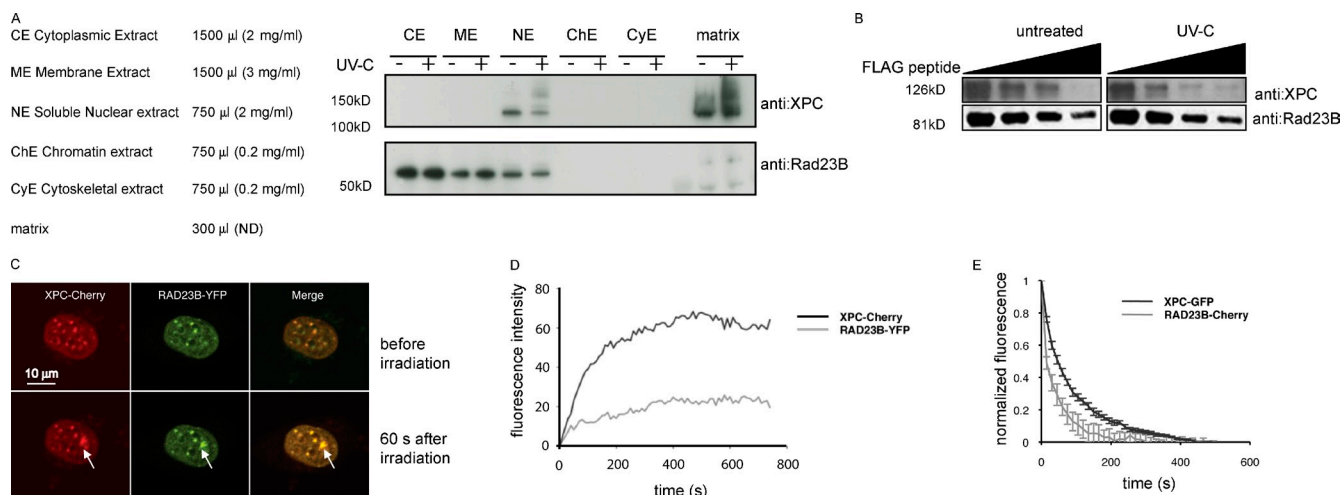 A
CE Cytoplasmic Extract 1500 μl (2 mg/ml)
ME Membrane Extract 1500 μl (3 mg/ml)
NE Soluble Nuclear extract 750 μl (2 mg/ml)
ChE Chromatin extract 750 μl (0.2 mg/ml)
CyE Cytoskeletal extract 750 μl (0.2 mg/ml)
matrix 300 μl (ND)
CE ME NE ChE CyE matrix
UV-C - + - + - + - + - + - +
150kD
100kD
anti:XPC
50kD
anti:Rad23B
B
untreated UV-C
FLAG peptide
126kD anti:XPC
81kD anti:Rad23B
C
XPC-Cherry RAD23B-YFP Merge
10 μm
before
irradiation
60 s after
irradiation
D
fluorescence intensity
80
60
40
20
0
0 200 400 600 800
time (s)
XPC-Cherry
RAD23B-YFP
E
normalized fluorescence
1
0.8
0.6
0.4
0.2
0
0 200 400 600
time (s)
XPC-GFP
RAD23B-Cherry